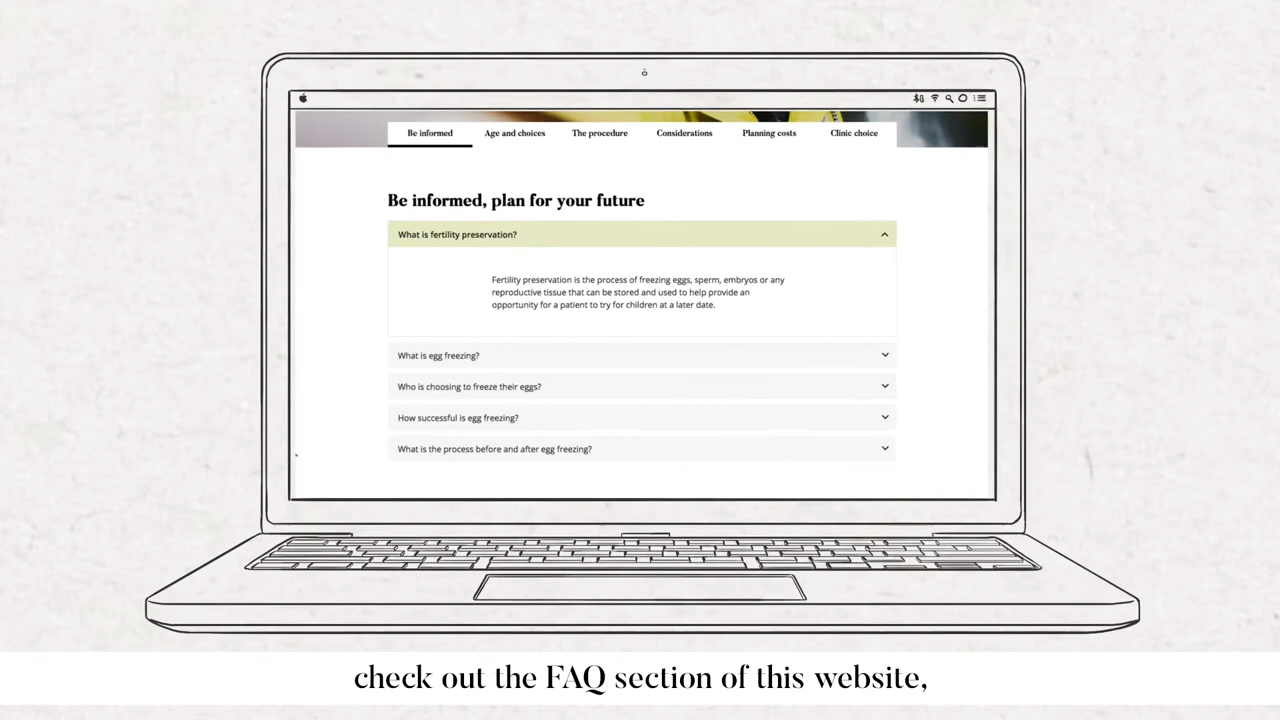 Be informed
Age and choices
The procedure
Considerations
Planning costs
Clinic choice
Be informed, plan for your future
What is fertility preservation?
Fertility preservation is the process of freezing eggs, sperm, embryos or any
reproductive tissue that can be stored and used to help provide an
opportunity for a patient to try for children at a later date.
What is egg freezing?
Who is choosing to freeze their eggs?
How successful is egg freezing?
What is the process before and after egg freezing?
check out the FAQ section of this website,